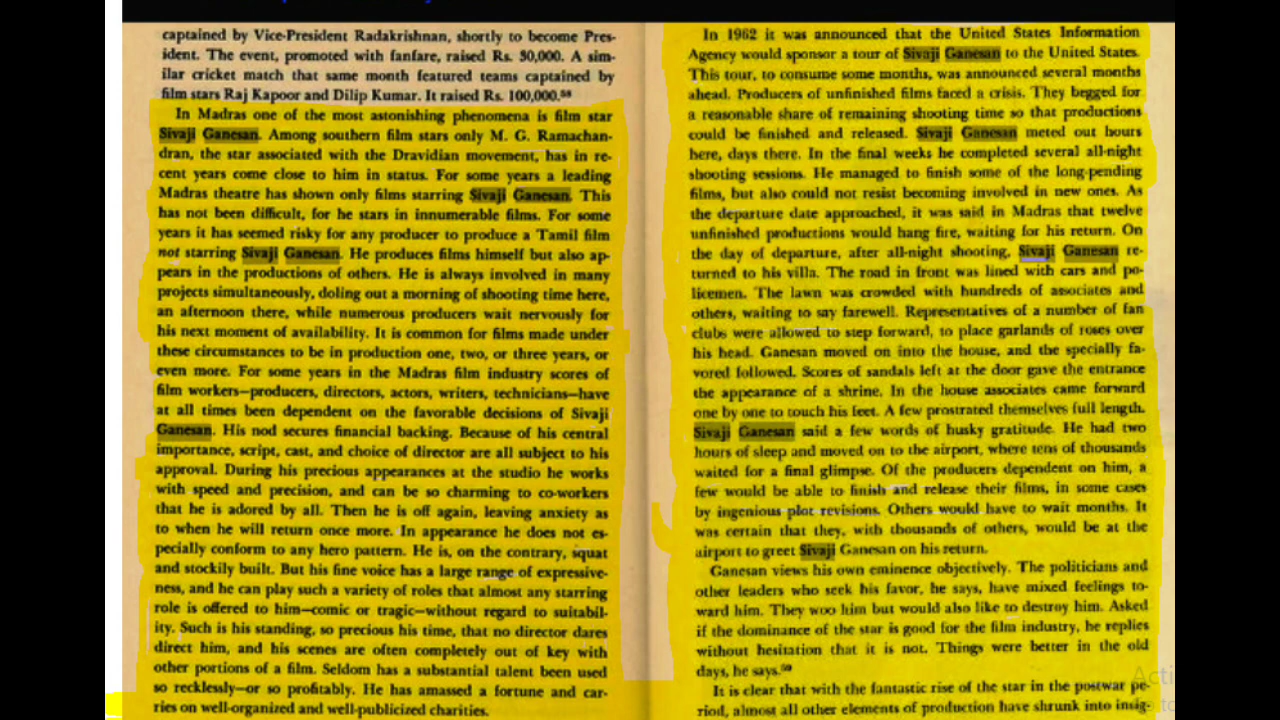 captained by Vice-President Radakrishnan, shortly to become Pres-
ident. The event, promoted with fanfare, raised Rs. 30,000. A sim-
ilar cricket match that same month featured teams captained by
film stars Raj Kapoor and Dilip Kumar. It raised Rs. 100,000.⁵⁸
In Madras one of the most astonishing phenomena is film star
Sivaji Ganesan. Among southern film stars only M. G. Ramachan-
dran, the star associated with the Dravidian movement, has in re-
cent years come close to him in status. For some years a leading
Madras theatre has shown only films starring Sivaji Ganesan. This
has not been difficult, for he stars in innumerable films. For some
years it has seemed risky for any producer to produce a Tamil film
not starring Sivaji Ganesan. He produces films himself but also ap-
pears in the productions of others. He is always involved in many
projects simultaneously, doling out a morning of shooting time here,
an afternoon there, while numerous producers wait nervously for
his next moment of availability. It is common for films made under
these circumstances to be in production one, two, or three years, or
even more. For some years in the Madras film industry scores of
film workers—producers, directors, actors, writers, technicians—have
at all times been dependent on the favorable decisions of Sivaji
Ganesan. His nod secures financial backing. Because of his central
importance, script, cast, and choice of director are all subject to his
approval. During his precious appearances at the studio he works
with speed and precision, and can be so charming to co-workers
that he is adored by all. Then he is off again, leaving anxiety as
to when he will return once more. In appearance he does not es-
pecially conform to any hero pattern. He is, on the contrary, squat
and stockily built. But his fine voice has a large range of expressive-
ness, and he can play such a variety of roles that almost any starring
role is offered to him—comic or tragic—without regard to suitabil-
ity. Such is his standing, so precious his time, that no director dares
direct him, and his scenes are often completely out of key with
other portions of a film. Seldom has a substantial talent been used
so recklessly—or so profitably. He has amassed a fortune and car-
ries on well-organized and well-publicized charities.
In 1962 it was announced that the United States Information
Agency would sponsor a tour of Sivaji Ganesan to the United States.
This tour, to consume some months, was announced several months
ahead. Producers of unfinished films faced a crisis. They begged for
a reasonable share of remaining shooting time so that productions
could be finished and released. Sivaji Ganesan meted out hours
here, days there. In the final weeks he completed several all-night
shooting sessions. He managed to finish some of the long-pending
films, but also could not resist becoming involved in new ones. As
the departure date approached, it was said in Madras that twelve
unfinished productions would hang fire, waiting for his return. On
the day of departure, after all-night shooting, Sivaji Ganesan re-
turned to his villa. The road in front was lined with cars and po-
licemen. The lawn was crowded with hundreds of associates and
others, waiting to say farewell. Representatives of a number of fan
clubs were allowed to step forward, to place garlands of roses over
his head. Ganesan moved on into the house, and the specially fa-
vored followed. Scores of sandals left at the door gave the entrance
the appearance of a shrine. In the house associates came forward
one by one to touch his feet. A few prostrated themselves full length.
Sivaji Ganesan said a few words of husky gratitude. He had two
hours of sleep and moved on to the airport, where tens of thousands
waited for a final glimpse. Of the producers dependent on him, a
few would be able to finish and release their films, in some cases
by ingenious plot revisions. Others would have to wait months. It
was certain that they, with thousands of others, would be at the
airport to greet Sivaji Ganesan on his return.
Ganesan views his own eminence objectively. The politicians and
other leaders who seek his favor, he says, have mixed feelings to-
ward him. They woo him but would also like to destroy him. Asked
if the dominance of the star is good for the film industry, he replies
without hesitation that it is not. Things were better in the old
days, he says.⁵⁹
It is clear that with the fantastic rise of the star in the postwar pe-
riod, almost all other elements of production have shrunk into insig-